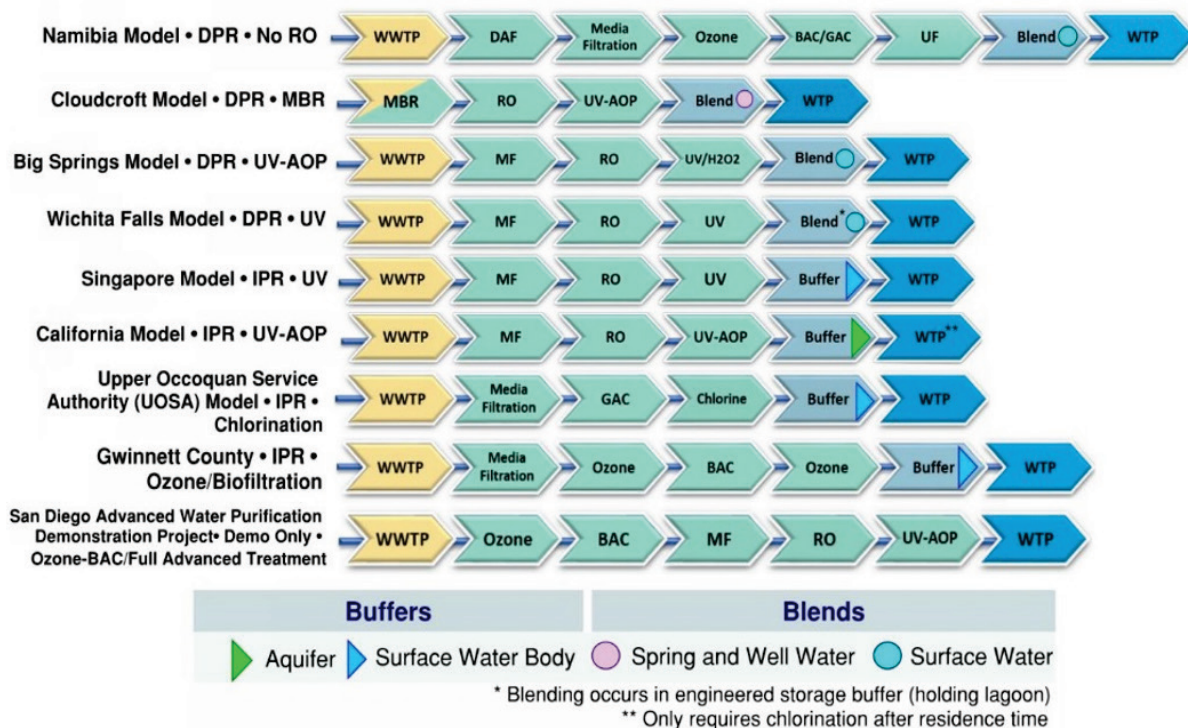 Namibia Model • DPR • No RO
WWTP
DAF
Media
Filtration
Ozone
BAC/GAC
UF
Blend
WTP
Cloudcroft Model • DPR • MBR
MBR
RO
UV-AOP
Blend
WTP
Big Springs Model • DPR • UV-AOP
WWTP
MF
RO
UV/H2O2
Blend
WTP
Wichita Falls Model • DPR • UV
WWTP
MF
RO
UV
Blend*
WTP
Singapore Model • IPR • UV
WWTP
MF
RO
UV
Buffer
WTP
California Model • IPR • UV-AOP
WWTP
MF
RO
UV-AOP
Buffer
WTP**
Upper Occoquan Service
Authority (UOSA) Model • IPR •
Chlorination
WWTP
Media
Filtration
GAC
Chlorine
Buffer
WTP
Gwinnett County • IPR •
Ozone/Biofiltration
WWTP
Media
Filtration
Ozone
BAC
Ozone
Buffer
WTP
San Diego Advanced Water Purification
Demonstration Project• Demo Only •
Ozone-BAC/Full Advanced Treatment
WWTP
Ozone
BAC
MF
RO
UV-AOP
WTP
Buffers
Blends
Aquifer
Surface Water Body
Spring and Well Water
Surface Water
* Blending occurs in engineered storage buffer (holding lagoon)
** Only requires chlorination after residence time